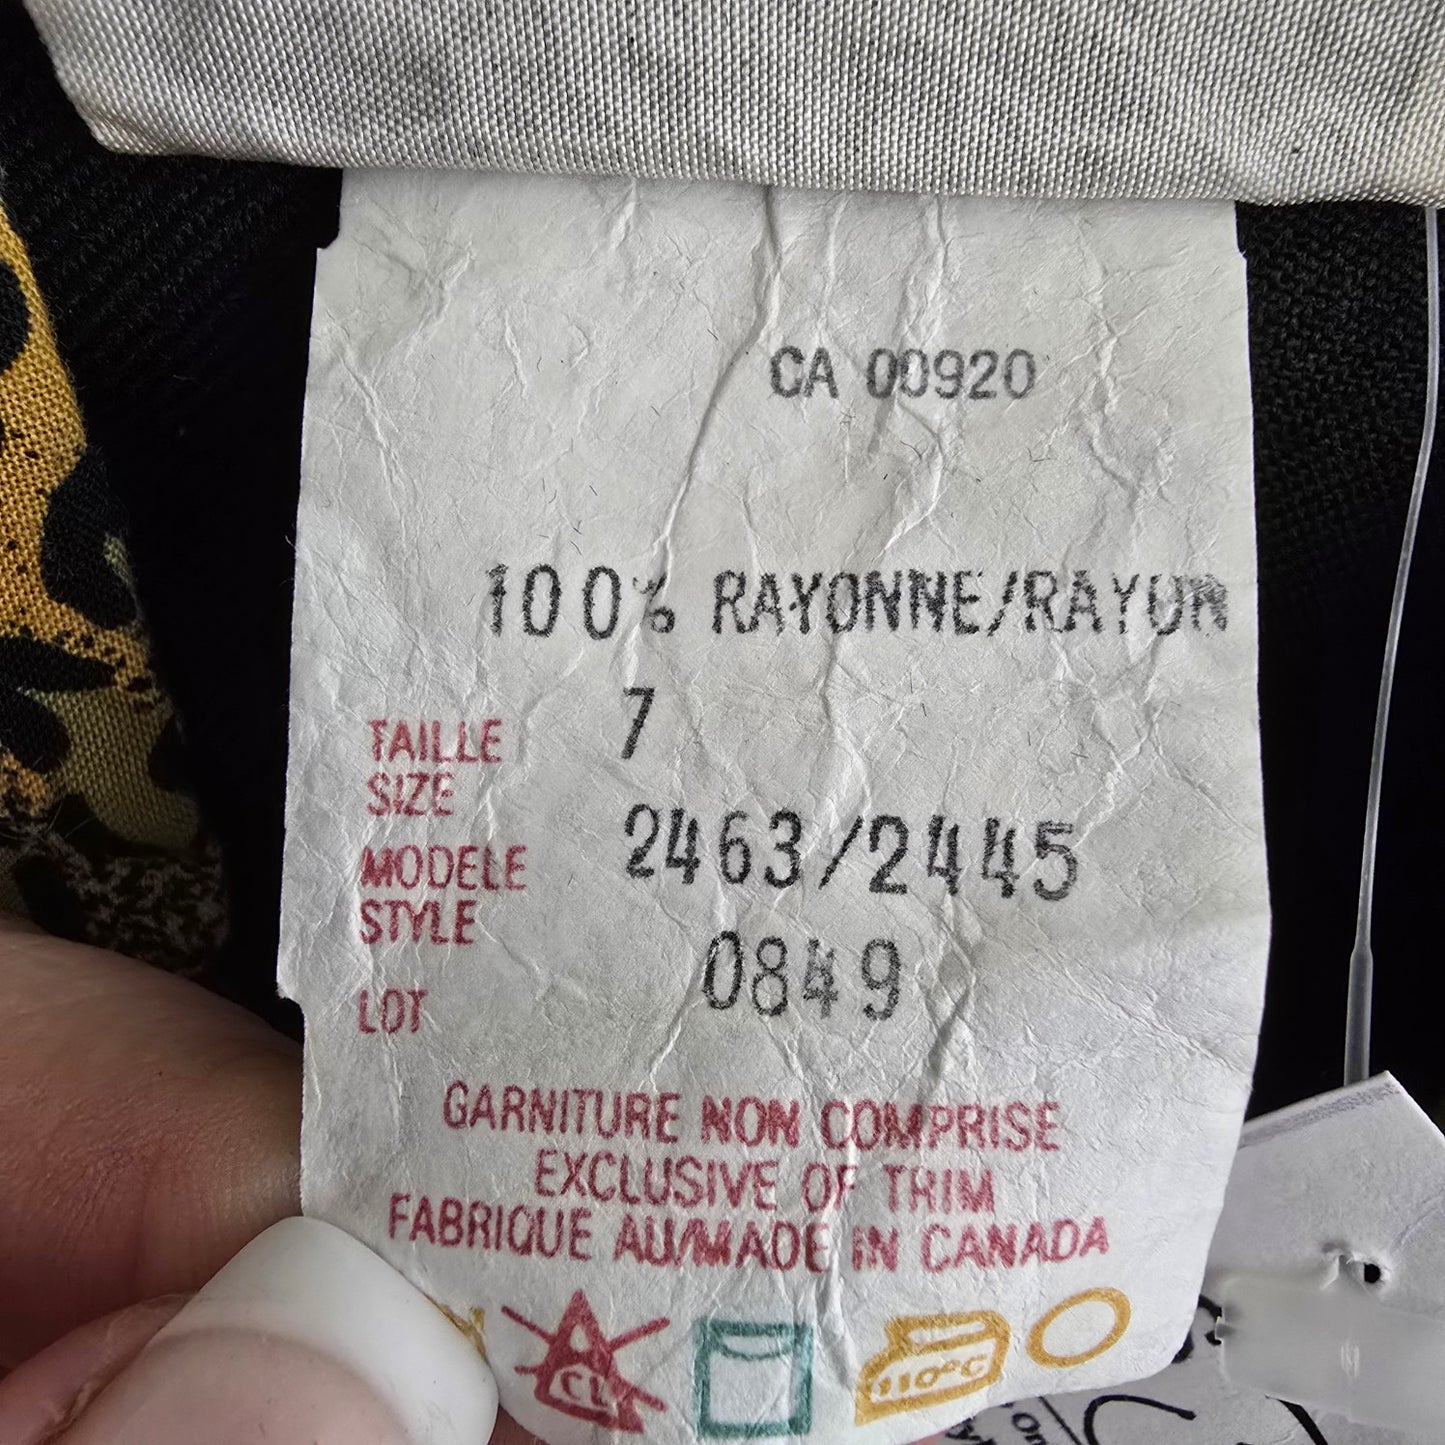 CA 00920
100% RAYONNE/RAYON
TAILLE 7
SIZE
MODELE 2463/2445
STYLE
LOT 0849
GARNITURE NON COMPRISE
EXCLUSIVE OF TRIM
FABRIQUE AU/MADE IN CANADA
CL
110°C